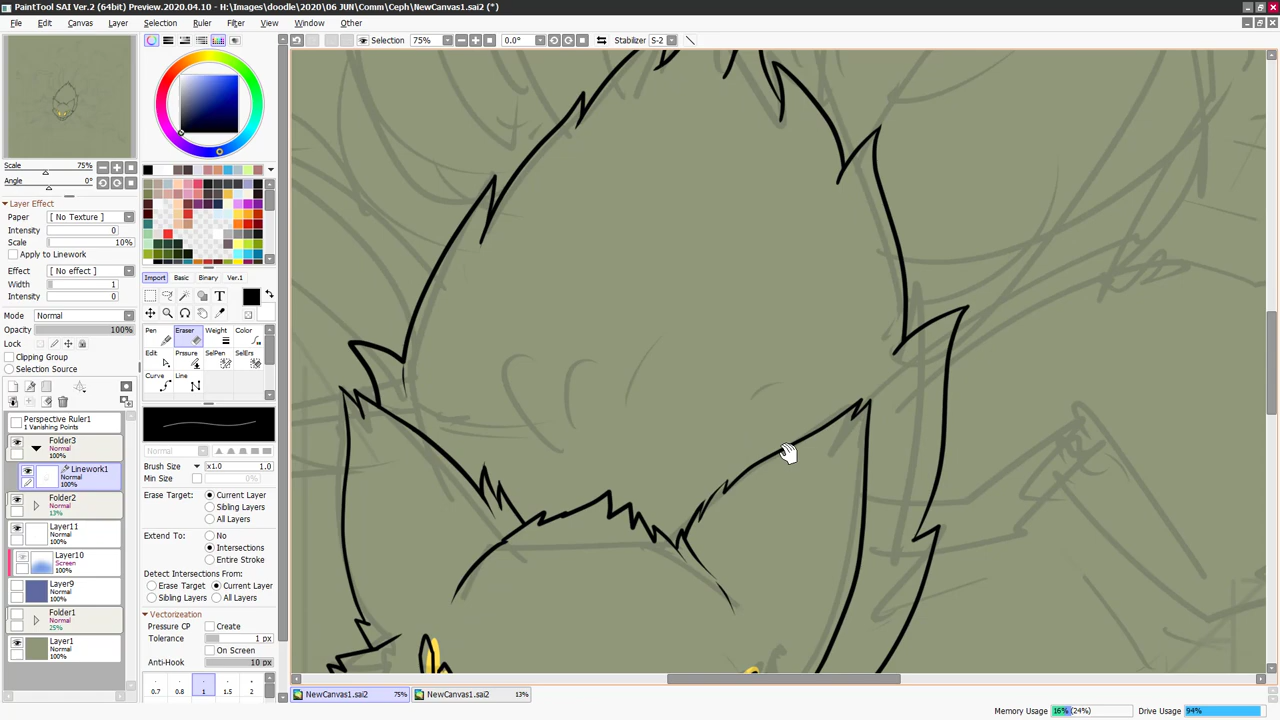 PaintTool SAI Ver.2 (64bit) Preview.2020.04.10 - H:\Images\doodle\2020\06 JUN\Comm\Ceph\NewCanvas1.sai2 (*)
File Edit Canvas Layer Selection Ruler Filter View Window Other
Selection 75% 0.0° Stabilizer S-2
Scale 75%
Angle 0°
Layer Effect
Paper [ No Texture ]
Intensity 0
Scale 10%
Apply to Linework
Effect [ No effect ]
Width 1
Intensity 0
Mode Normal
Opacity 100%
Lock
Clipping Group
Selection Source
Perspective Ruler1
1 Vanishing Points
Folder3
Normal
100%
Linework1
Normal
100%
Folder2
Normal
13%
Layer11
Normal
100%
Layer10
Screen
100%
Layer9
Normal
100%
Folder1
Normal
25%
Layer1
Normal
100%
Import Basic Binary Ver.1
T
Pen Eraser Weight Color
Edit Prssure SelPen SelErs
Curve Line
Normal
Brush Size x1.0 1.0
Min Size 0%
Erase Target: Current Layer
Sibling Layers
All Layers
Extend To: No
Intersections
Entire Stroke
Detect Intersections From:
Erase Target Current Layer
Sibling Layers All Layers
Vectorizeation
Pressure CP Create
Tolerance 1 px
On Screen
Anti-Hook 10 px
0.7 0.8 1 1.5 2
NewCanvas1.sai2 75% NewCanvas1.sai2 13%
Memory Usage 16% (24%) Drive Usage 94%